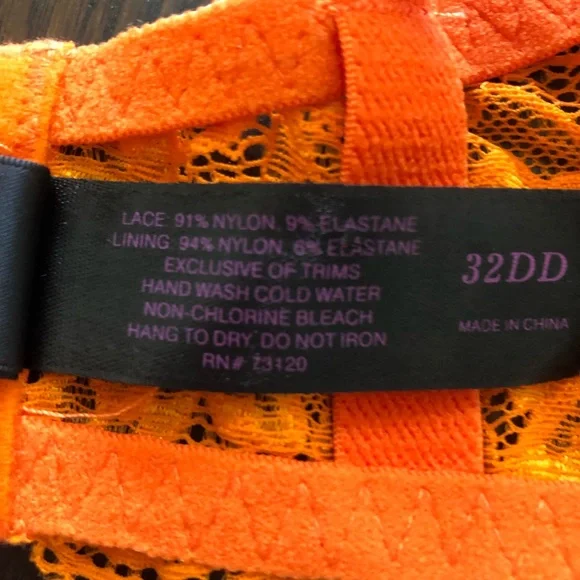 LACE: 91% NYLON, 9% ELASTANE
LINING: 94% NYLON, 6% ELASTANE
EXCLUSIVE OF TRIMS
HAND WASH COLD WATER
NON-CHLORINE BLEACH
HANG TO DRY, DO NOT IRON
RN# 73120
32DD
MADE IN CHINA